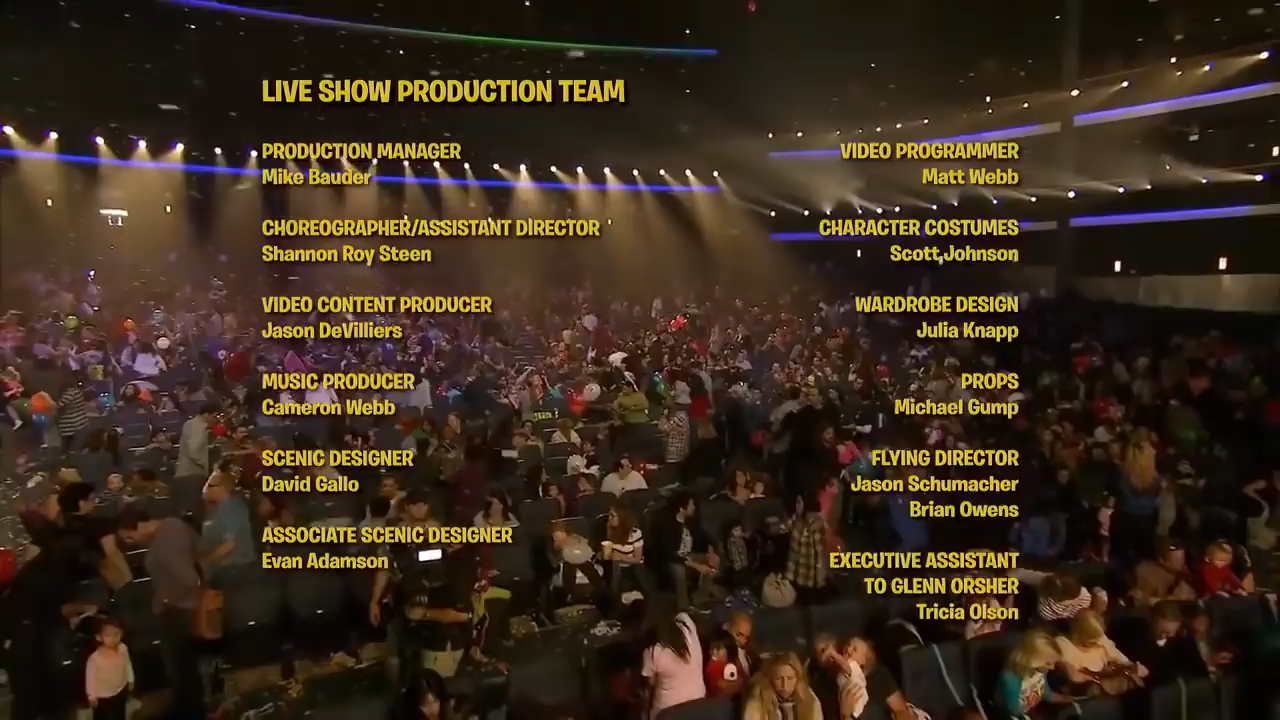 LIVE SHOW PRODUCTION TEAM
PRODUCTION MANAGER
Mike Bauder
CHOREOGRAPHER/ASSISTANT DIRECTOR
Shannon Roy Steen
VIDEO CONTENT PRODUCER
Jason DeVilliers
MUSIC PRODUCER
Cameron Webb
SCENIC DESIGNER
David Gallo
ASSOCIATE SCENIC DESIGNER
Evan Adamson
VIDEO PROGRAMMER
Matt Webb
CHARACTER COSTUMES
Scott Johnson
WARDROBE DESIGN
Julia Knapp
PROPS
Michael Gump
FLYING DIRECTOR
Jason Schumacher
Brian Owens
EXECUTIVE ASSISTANT
TO GLENN ORSHER
Tricia Olson